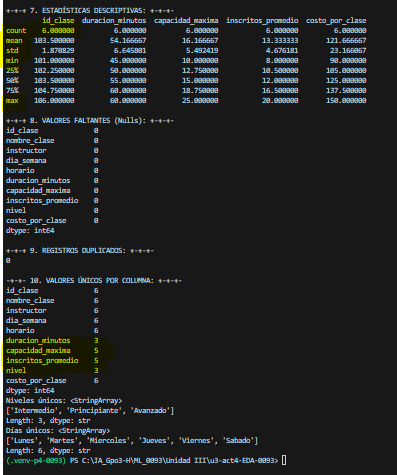 +-+-+ 7. ESTADÍSTICAS DESCRIPTIVAS: +-+-+-
id_clase duracion_minutos capacidad_maxima inscritos_promedio costo_por_clase
count 6.000000 6.000000 6.000000 6.000000 6.000000
mean 103.500000 54.166667 16.166667 13.333333 121.666667
std 1.870829 6.645801 5.492419 4.676181 23.166067
min 101.000000 45.000000 10.000000 8.000000 90.000000
25% 102.250000 50.000000 12.750000 10.500000 105.000000
50% 103.500000 55.000000 15.000000 12.000000 125.000000
75% 104.750000 60.000000 18.750000 16.500000 137.500000
max 106.000000 60.000000 25.000000 20.000000 150.000000
+-+-+ 8. VALORES FALTANTES (Nulls): +-+-+-
id_clase 0
nombre_clase 0
instructor 0
dia_semana 0
horario 0
duracion_minutos 0
capacidad_maxima 0
inscritos_promedio 0
nivel 0
costo_por_clase 0
dtype: int64
+-+-+ 9. REGISTROS DUPLICADOS: +-+-+-
0
-+-+- 10. VALORES ÚNICOS POR COLUMNA: +-+-+-
id_clase 6
nombre_clase 6
instructor 6
dia_semana 6
horario 6
duracion_minutos 3
capacidad_maxima 5
inscritos_promedio 5
nivel 3
costo_por_clase 6
dtype: int64
Niveles únicos: <StringArray>
['Intermedio', 'Principiante', 'Avanzado']
Length: 3, dtype: str
Días únicos: <StringArray>
['Lunes', 'Martes', 'Miercoles', 'Jueves', 'Viernes', 'Sabado']
Length: 6, dtype: str
(.venv-p4-0093) PS C:\IA_Gpo3-H\ML_0093\Unidad III\u3-act4-EDA-0093>